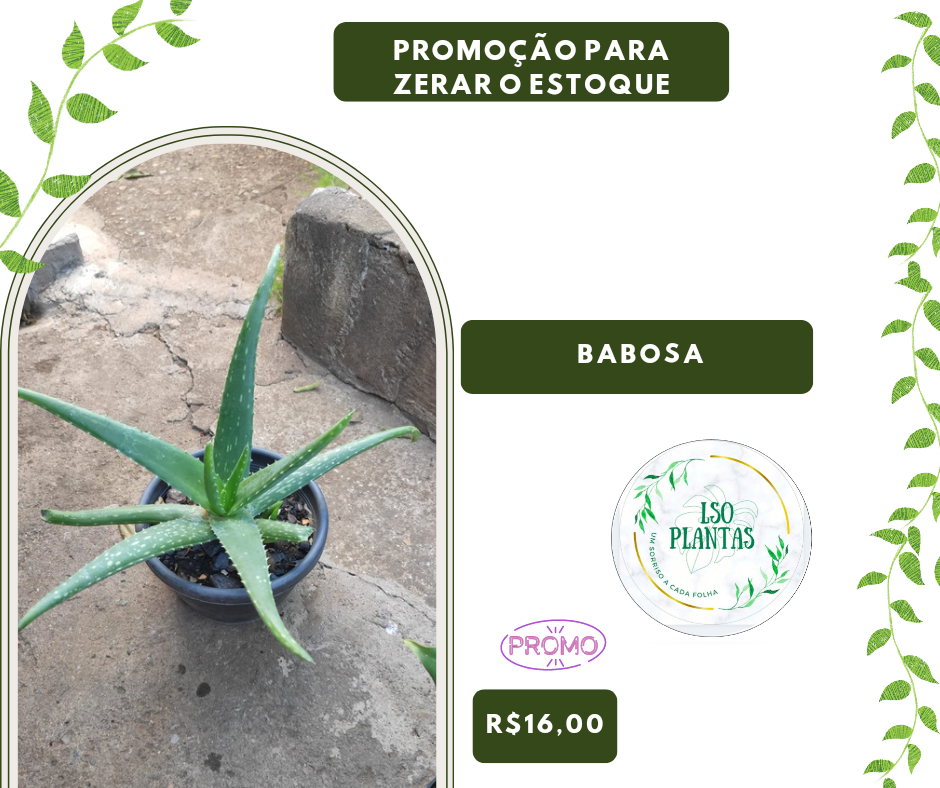 PROMOÇÃO PARA
ZERAR O ESTOQUE
BABOSA
LSO
PLANTAS
UM SORRISO A CADA FOLHA
PROMO
R$16,00